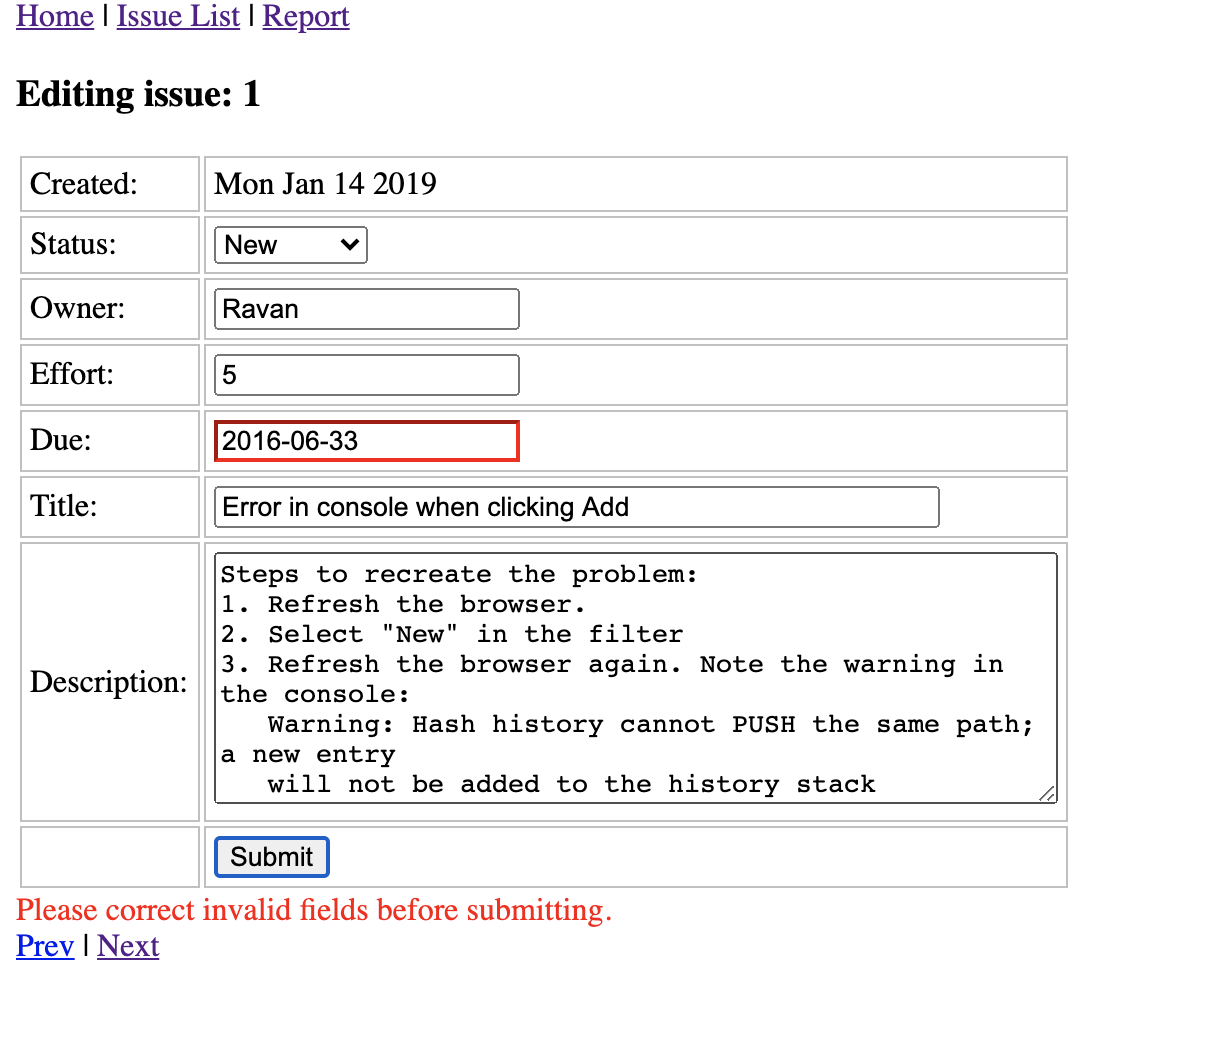 Home | Issue List | Report
Editing issue: 1
Created: Mon Jan 14 2019
Status: New
Owner: Ravan
Effort: 5
Due: 2016-06-33
Title: Error in console when clicking Add
Description:
Steps to recreate the problem:
1. Refresh the browser.
2. Select "New" in the filter
3. Refresh the browser again. Note the warning in
the console:
   Warning: Hash history cannot PUSH the same path;
a new entry
   will not be added to the history stack
Submit
Please correct invalid fields before submitting.
Prev | Next